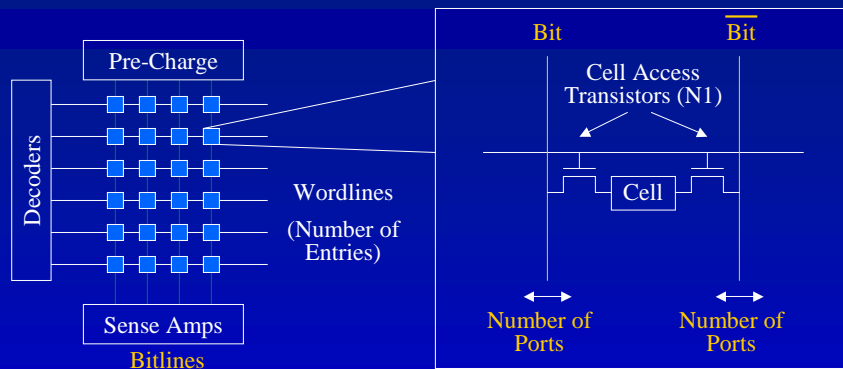 Pre-Charge
Decoders
Wordlines
(Number of
Entries)
Sense Amps
Bitlines
Bit
Bit
Cell Access
Transistors (N1)
Cell
Number of
Ports
Number of
Ports